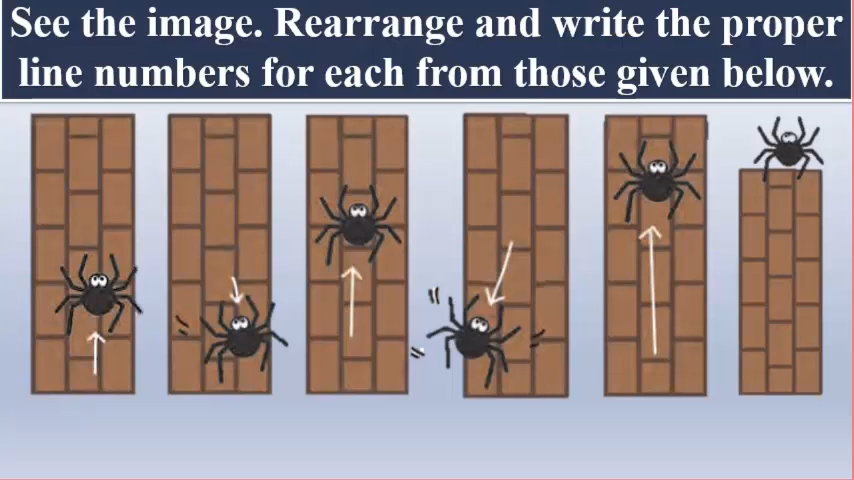 See the image. Rearrange and write the proper
line numbers for each from those given below.